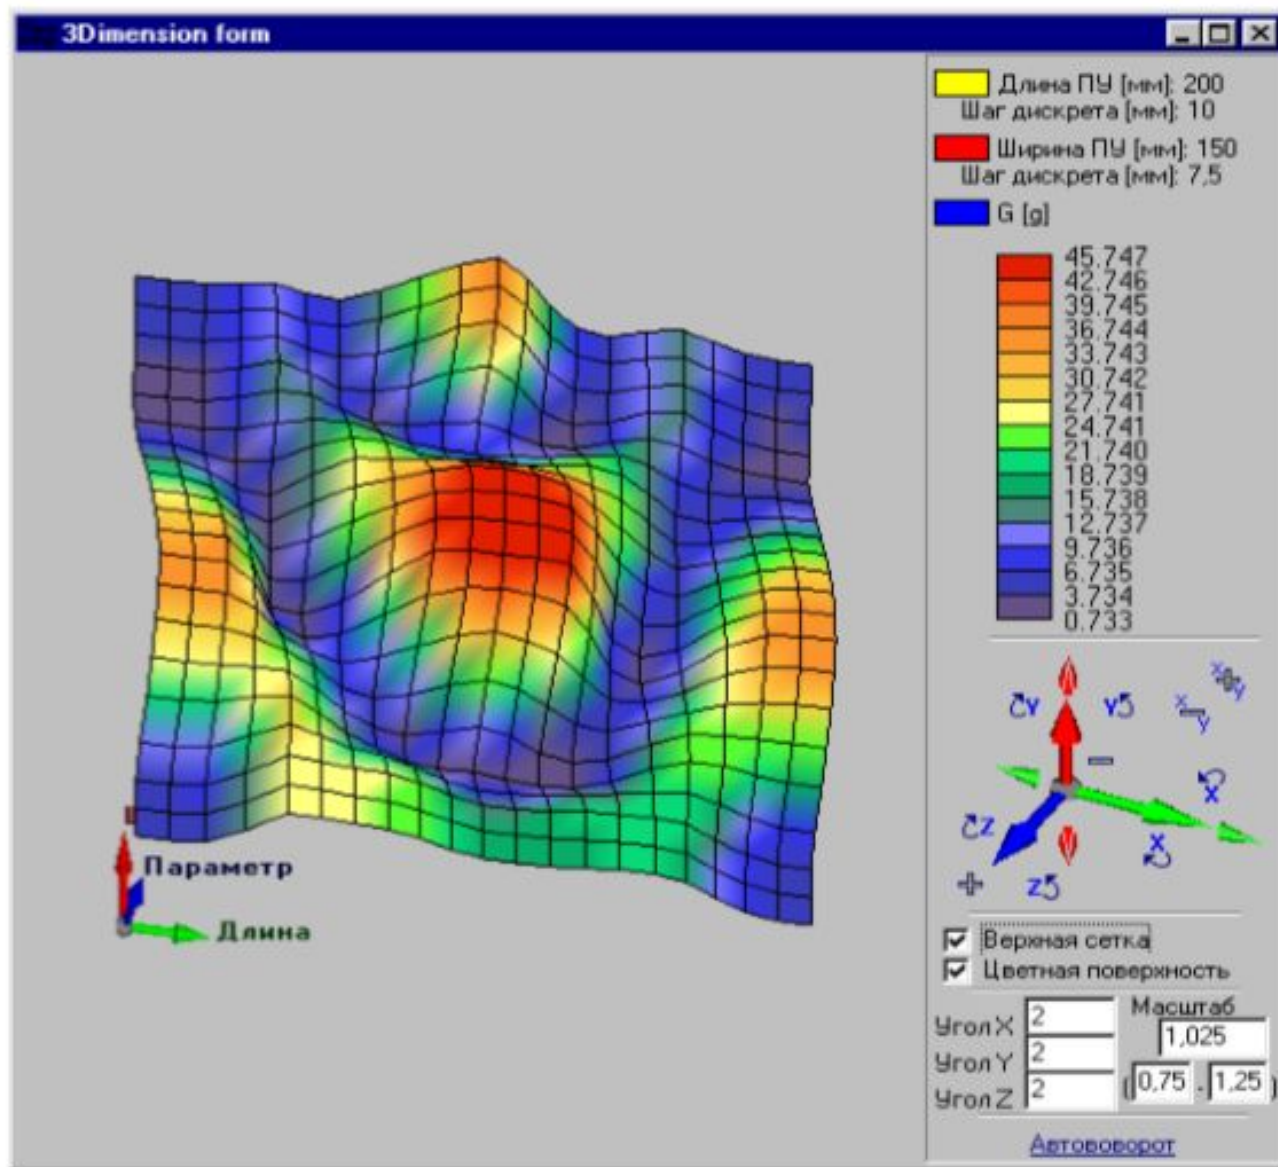 3Dimension form
Длина ПУ [мм]: 200
Шаг дискрета [мм]: 10
Ширина ПУ [мм]: 150
Шаг дискрета [мм]: 7,5
G [g]
45.747
42.746
39.745
36.744
33.743
30.742
27.741
24.741
21.740
18.739
15.738
12.737
9.736
6.735
3.734
0.733
x y
x y
Y Y
X
Z X
Z
Параметр
Длина
Верхная сетка
Цветная поверхность
Угол X 2
Масштаб
1,025
Угол Y 2
(0,75 - 1,25)
Угол Z 2
Автововорот